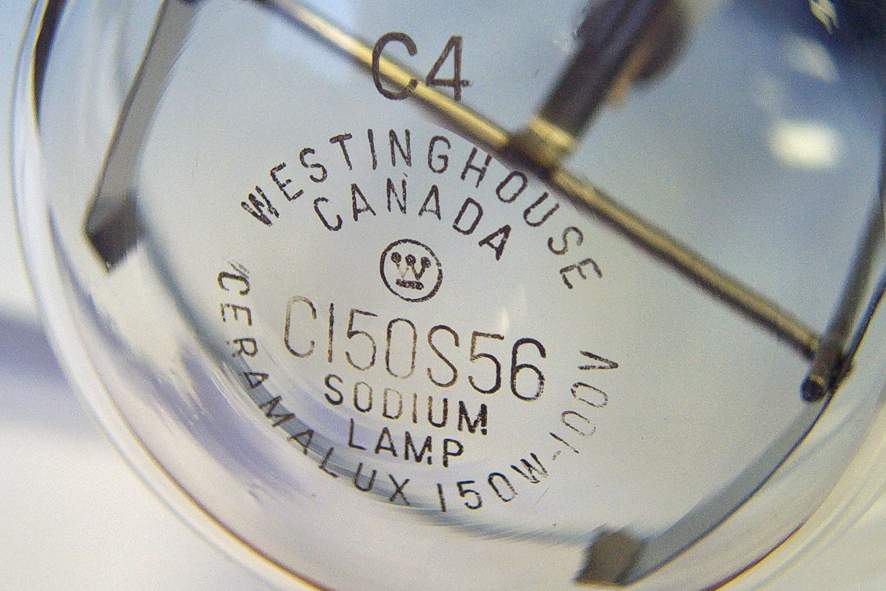 C4
WESTINGHOUSE
CANADA
W
C150S56
SODIUM
LAMP
CERAMALUX 150W-100V